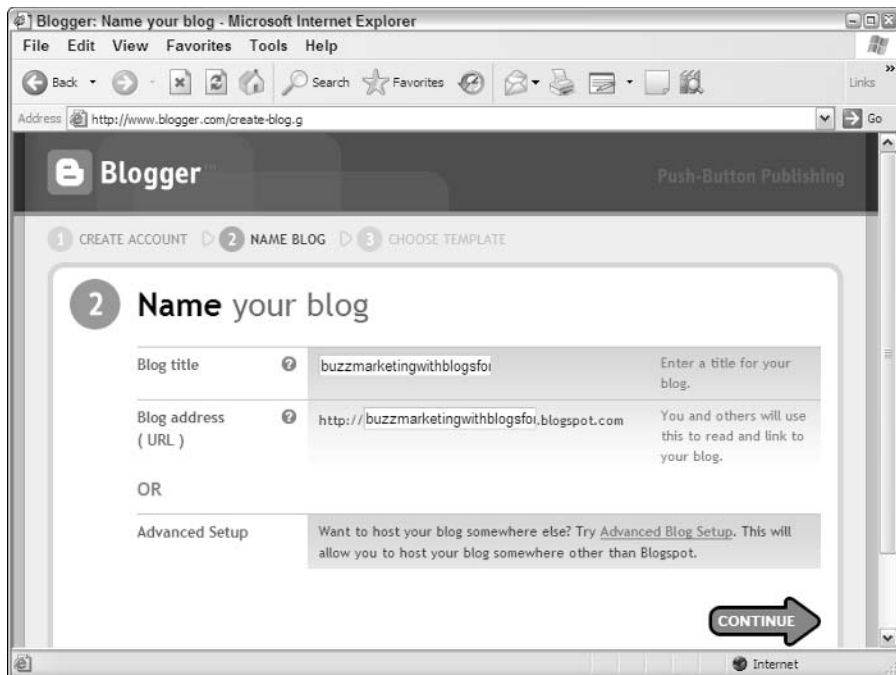 Blogger: Name your blog - Microsoft Internet Explorer
File Edit View Favorites Tools Help
Back Search Favorites Links »
Address http://www.blogger.com/create-blog.g Go
Blogger™ Push-Button Publishing
1 CREATE ACCOUNT 2 NAME BLOG 3 CHOOSE TEMPLATE
2 Name your blog
Blog title ? buzzmarketingwithblogsfor Enter a title for your
blog.
Blog address ? http:// buzzmarketingwithblogsfor .blogspot.com You and others will use
( URL ) this to read and link to
your blog.
OR
Advanced Setup Want to host your blog somewhere else? Try Advanced Blog Setup. This will
allow you to host your blog somewhere other than Blogspot.
CONTINUE
Internet